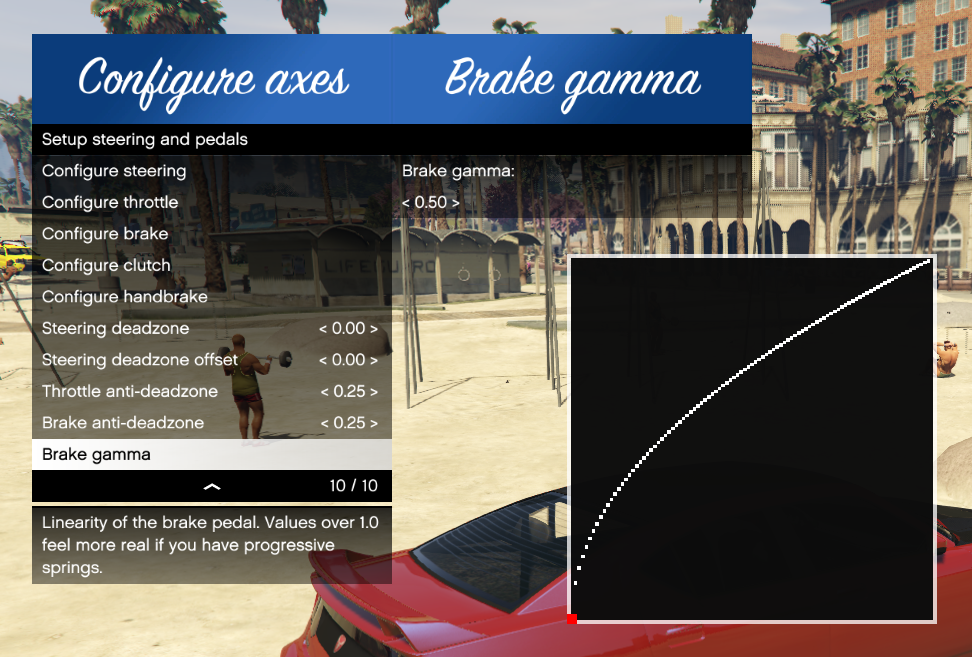 Configure axes
Brake gamma
Setup steering and pedals
Configure steering
Configure throttle
Configure brake
Configure clutch
Configure handbrake
Steering deadzone < 0.00 >
Steering deadzone offset < 0.00 >
Throttle anti-deadzone < 0.25 >
Brake anti-deadzone < 0.25 >
Brake gamma
10 / 10
Linearity of the brake pedal. Values over 1.0
feel more real if you have progressive
springs.
Brake gamma:
< 0.50 >
LIFEGUARD